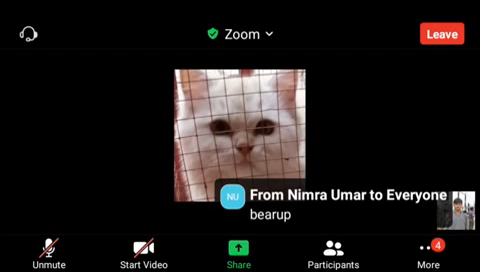 Zoom
Leave
NU
From Nimra Umar to Everyone
bearup
Unmute
Start Video
Share
Participants
4
More